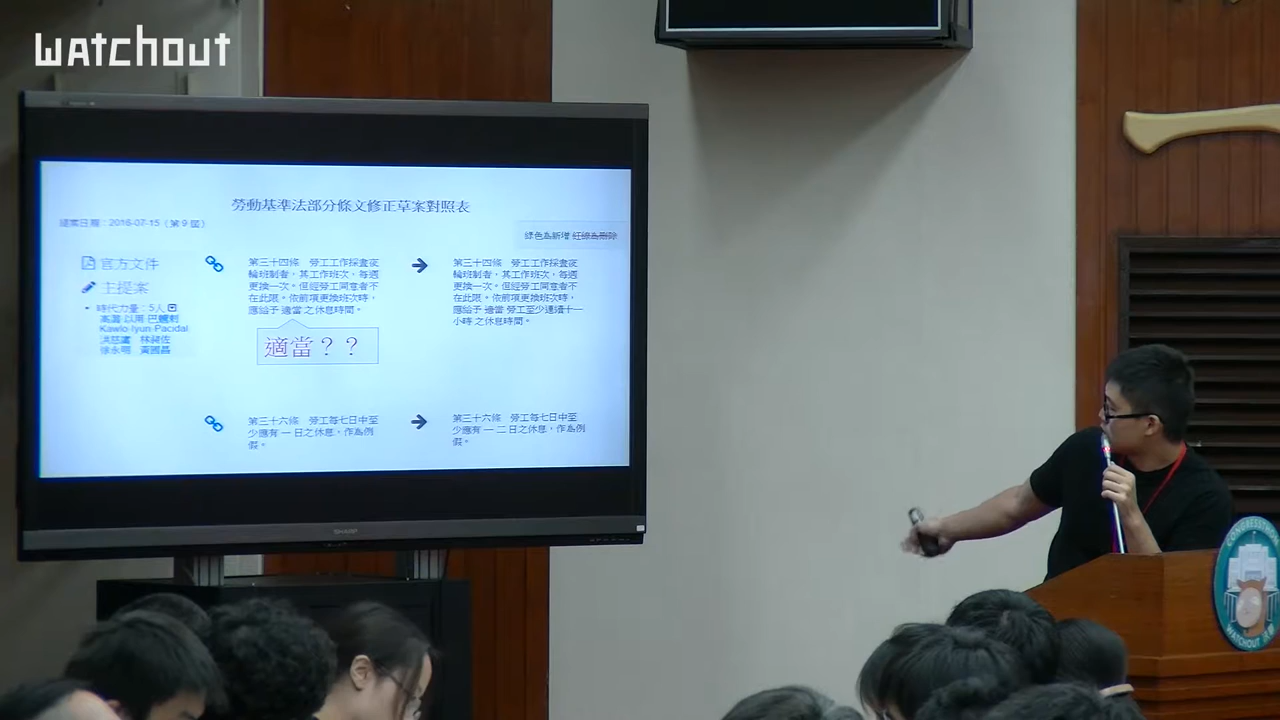 watchout
勞動基準法部分條文修正草案對照表
提案日期：2016-07-15（第 9 屆）
綠色為新增 紅線為刪除
官方文件
主提案
時代力量：5人
高潞·以用·巴魕剌
Kawlo·Iyun·Pacidal
洪慈庸 林昶佐
徐永明 黃國昌
第三十四條 勞工工作採晝夜
輪班制者，其工作班次，每週
更換一次。但經勞工同意者不
在此限。依前項更換班次時，
應給予 適當 之休息時間。
適當？？
第三十四條 勞工工作採晝夜
輪班制者，其工作班次，每週
更換一次。但經勞工同意者不
在此限。依前項更換班次時，
應給予 適當 勞工至少連續十一
小時 之休息時間。
第三十六條 勞工每七日中至
少應有 一 日之休息，作為例
假。
第三十六條 勞工每七日中至
少應有 一 二 日之休息，作為例
假。
SHARP
WATCHOUT